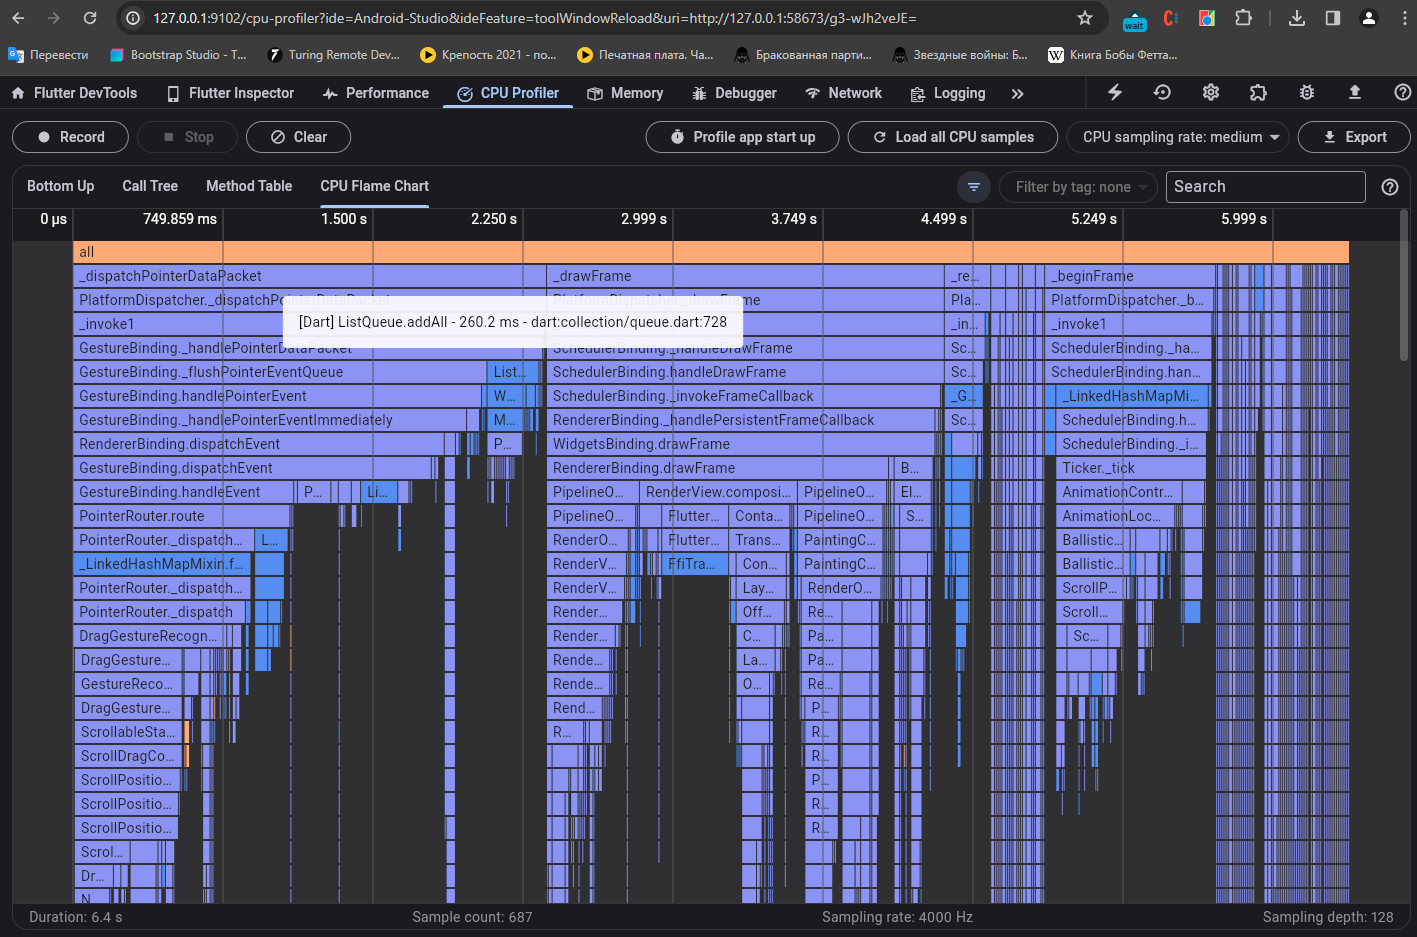 127.0.0.1:9102/cpu-profiler?ide=Android-Studio&ideFeature=toolWindowReload&uri=http://127.0.0.1:58673/g3-wJh2veJE=
wait
Перевести Bootstrap Studio - T... Turing Remote Dev... Крепость 2021 - по... Печатная плата. Ча... Бракованная парти... Звездные войны: Б... Книга Бобы Фетта...
Flutter DevTools Flutter Inspector Performance CPU Profiler Memory Debugger Network Logging
Record Stop Clear Profile app start up Load all CPU samples CPU sampling rate: medium Export
Bottom Up Call Tree Method Table CPU Flame Chart Filter by tag: none Search
0 µs 749.859 ms 1.500 s 2.250 s 2.999 s 3.749 s 4.499 s 5.249 s 5.999 s
all
_dispatchPointerDataPacket _drawFrame _re... _beginFrame
PlatformDispatcher._dispatchPointerDataPacket PlatformDispatcher._drawFrame Pla... PlatformDispatcher._b...
[Dart] ListQueue.addAll - 260.2 ms - dart:collection/queue.dart:728
_invoke1 _in... _invoke1
GestureBinding._handlePointerDataPacket SchedulerBinding._handleDrawFrame Sc... SchedulerBinding._ha...
GestureBinding._flushPointerEventQueue List... SchedulerBinding.handleDrawFrame Sc... SchedulerBinding.han...
GestureBinding.handlePointerEvent W... SchedulerBinding._invokeFrameCallback _G... _LinkedHashMapMi...
GestureBinding._handlePointerEventImmediately M... RendererBinding._handlePersistentFrameCallback Sc... SchedulerBinding.h...
RendererBinding.dispatchEvent P... WidgetsBinding.drawFrame SchedulerBinding._i...
GestureBinding.dispatchEvent RendererBinding.drawFrame B... Ticker._tick
GestureBinding.handleEvent P... Li... PipelineO... RenderView.composi... PipelineO... El... AnimationContr...
PointerRouter.route PipelineO... Flutter... Conta... PipelineO... S... AnimationLoc...
PointerRouter._dispatch... L... RenderO... Flutter... Trans... PaintingC... Ballistic...
_LinkedHashMapMixin.f... RenderV... FfiTra... Con... PaintingC... Ballistic...
PointerRouter._dispatch... RenderV... Lay... RenderO... ScrollP...
PointerRouter._dispatch Render... Off... Re... Scroll...
DragGestureRecogn... Render... C... Pa... Sc...
DragGesture... Rende... La... Pa...
GestureReco... Rende... O... Re...
DragGesture... Rend... P...
ScrollableSta... R... R...
ScrollDragCo... R...
ScrollPositio... P...
ScrollPositio... R...
ScrollPositio... R...
Scrol...
Dr...
Duration: 6.4 s Sample count: 687 Sampling rate: 4000 Hz Sampling depth: 128